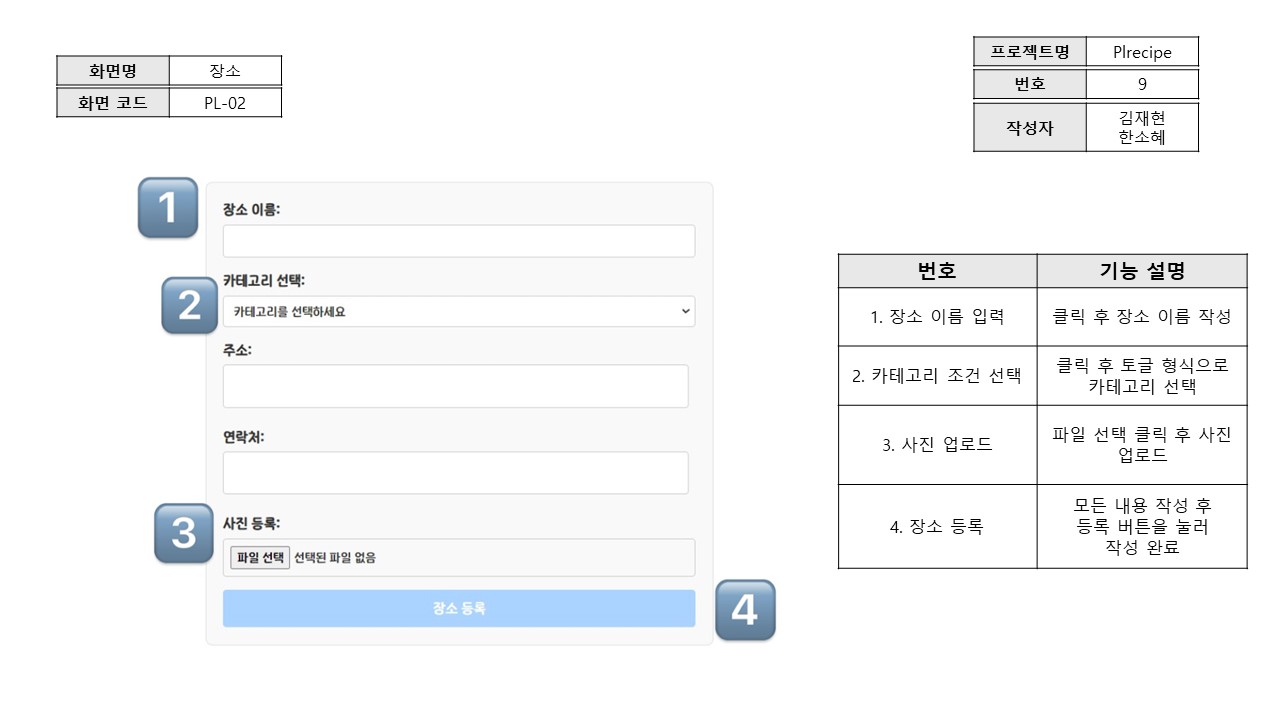 화면명 장소
화면 코드 PL-02
프로젝트명 Plrecipe
번호 9
작성자 김재현
한소혜
1
장소 이름:
2
카테고리 선택:
카테고리를 선택하세요
주소:
연락처:
3
사진 등록:
파일 선택 선택된 파일 없음
장소 등록
4
번호 기능 설명
1. 장소 이름 입력 클릭 후 장소 이름 작성
2. 카테고리 조건 선택 클릭 후 토글 형식으로
카테고리 선택
3. 사진 업로드 파일 선택 클릭 후 사진
업로드
4. 장소 등록 모든 내용 작성 후
등록 버튼을 눌러
작성 완료